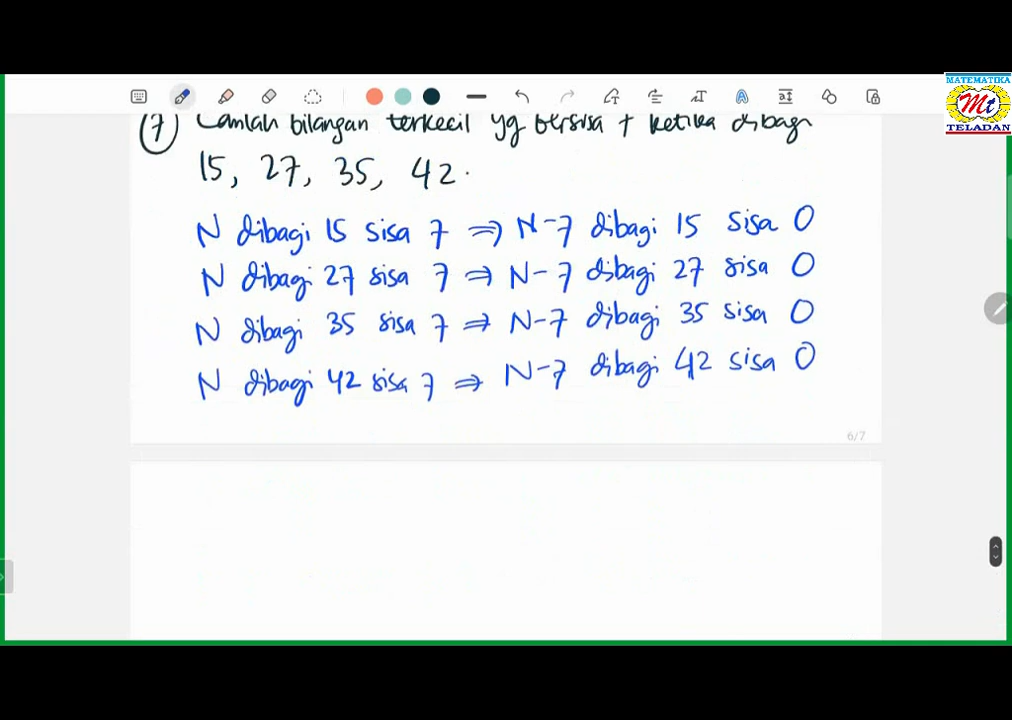 MATEMATIKA
Mt
TELADAN
(7) Carilah bilangan terkecil yg bersisa 7 ketika dibagi
15, 27, 35, 42.
N dibagi 15 sisa 7 ⇒ N-7 dibagi 15 sisa 0
N dibagi 27 sisa 7 ⇒ N-7 dibagi 27 sisa 0
N dibagi 35 sisa 7 ⇒ N-7 dibagi 35 sisa 0
N dibagi 42 sisa 7 ⇒ N-7 dibagi 42 sisa 0
6/7